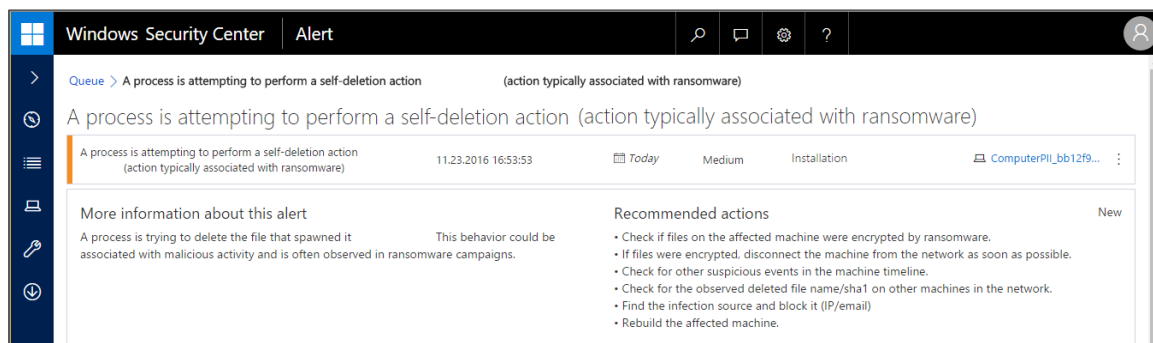 Windows Security Center Alert ?
Queue > A process is attempting to perform a self-deletion action (action typically associated with ransomware)
A process is attempting to perform a self-deletion action (action typically associated with ransomware)
A process is attempting to perform a self-deletion action
(action typically associated with ransomware)
11.23.2016 16:53:53 Today Medium Installation ComputerPII_bb12f9...
More information about this alert
A process is trying to delete the file that spawned it This behavior could be
associated with malicious activity and is often observed in ransomware campaigns.
Recommended actions New
• Check if files on the affected machine were encrypted by ransomware.
• If files were encrypted, disconnect the machine from the network as soon as possible.
• Check for other suspicious events in the machine timeline.
• Check for the observed deleted file name/sha1 on other machines in the network.
• Find the infection source and block it (IP/email)
• Rebuild the affected machine.